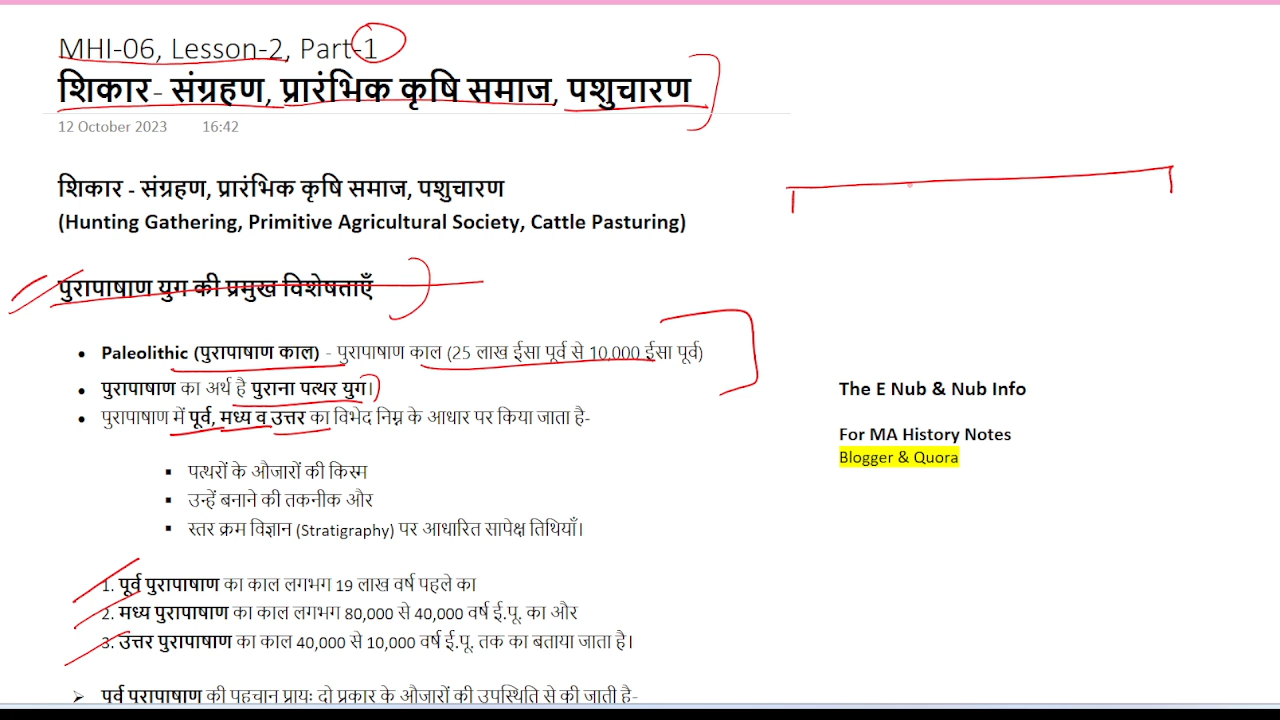 MHI-06, Lesson-2, Part-1
शिकार- संग्रहण, प्रारंभिक कृषि समाज, पशुचारण
12 October 2023 16:42
शिकार - संग्रहण, प्रारंभिक कृषि समाज, पशुचारण
(Hunting Gathering, Primitive Agricultural Society, Cattle Pasturing)
पुरापाषाण युग की प्रमुख विशेषताएँ
• Paleolithic (पुरापाषाण काल) - पुरापाषाण काल (25 लाख ईसा पूर्व से 10,000 ईसा पूर्व)
• पुरापाषाण का अर्थ है पुराना पत्थर युग।
• पुरापाषाण में पूर्व, मध्य व उत्तर का विभेद निम्न के आधार पर किया जाता है-
▪ पत्थरों के औजारों की किस्म
▪ उन्हें बनाने की तकनीक और
▪ स्तर क्रम विज्ञान (Stratigraphy) पर आधारित सापेक्ष तिथियाँ।
1. पूर्व पुरापाषाण का काल लगभग 19 लाख वर्ष पहले का
2. मध्य पुरापाषाण का काल लगभग 80,000 से 40,000 वर्ष ई.पू. का और
3. उत्तर पुरापाषाण का काल 40,000 से 10,000 वर्ष ई.पू. तक का बताया जाता है।
➢ पूर्व पुरापाषाण की पहचान प्रायः दो प्रकार के औजारों की उपस्थिति से की जाती है-
The E Nub & Nub Info
For MA History Notes
Blogger & Quora